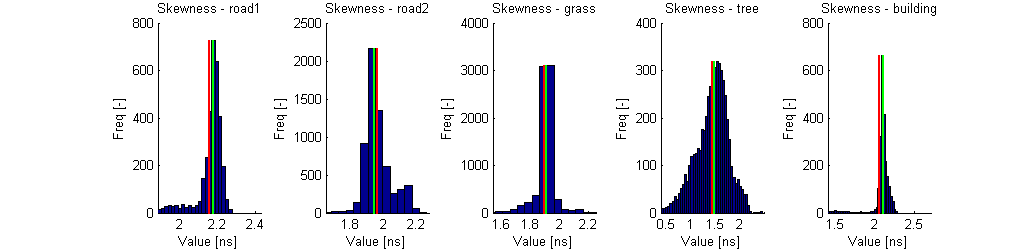 Skewness - road1
800
600
400
200
0
2
2.2
2.4
Freq [-]
Value [ns]
Skewness - road2
2500
2000
1500
1000
500
0
1.8
2
2.2
Freq [-]
Value [ns]
Skewness - grass
4000
3000
2000
1000
0
1.6
1.8
2
2.2
Freq [-]
Value [ns]
Skewness - tree
400
300
200
100
0
0.5
1
1.5
2
Freq [-]
Value [ns]
Skewness - building
800
600
400
200
0
1.5
2
2.5
Freq [-]
Value [ns]